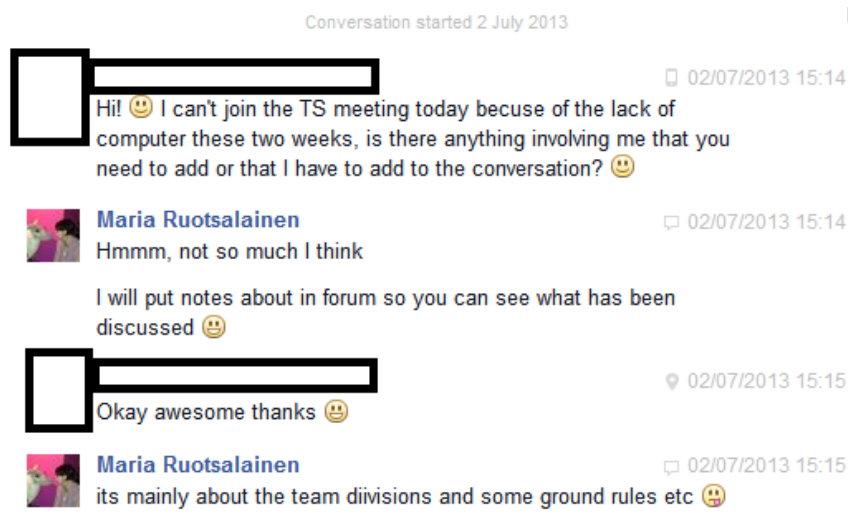 Conversation started 2 July 2013
02/07/2013 15:14
Hi! I can't join the TS meeting today becuse of the lack of
computer these two weeks, is there anything involving me that you
need to add or that I have to add to the conversation?
Maria Ruotsalainen 02/07/2013 15:14
Hmmm, not so much I think
I will put notes about in forum so you can see what has been
discussed
02/07/2013 15:15
Okay awesome thanks
Maria Ruotsalainen 02/07/2013 15:15
its mainly about the team diivisions and some ground rules etc